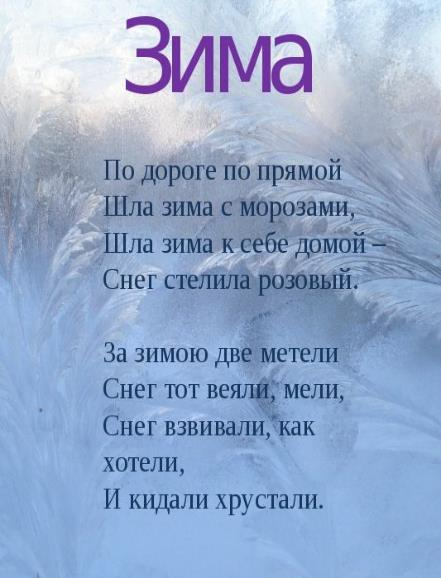 Зима
По дороге по прямой
Шла зима с морозами,
Шла зима к себе домой –
Снег стелила розовый.
За зимою две метели
Снег тот веяли, мели,
Снег взвивали, как
хотели,
И кидали хрустали.